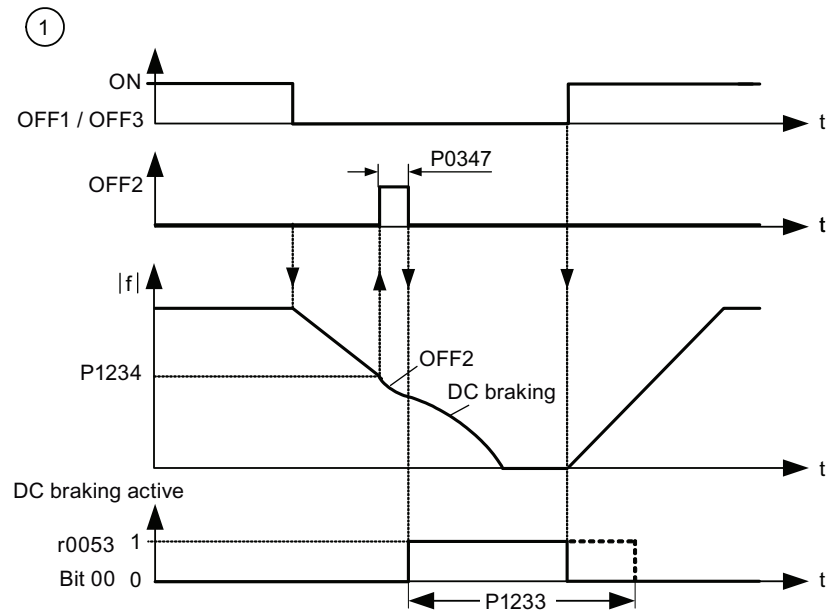 1
ON
OFF1 / OFF3
t
P0347
OFF2
t
|f|
P1234
OFF2
DC braking
t
DC braking active
r0053 1
Bit 00 0
t
P1233